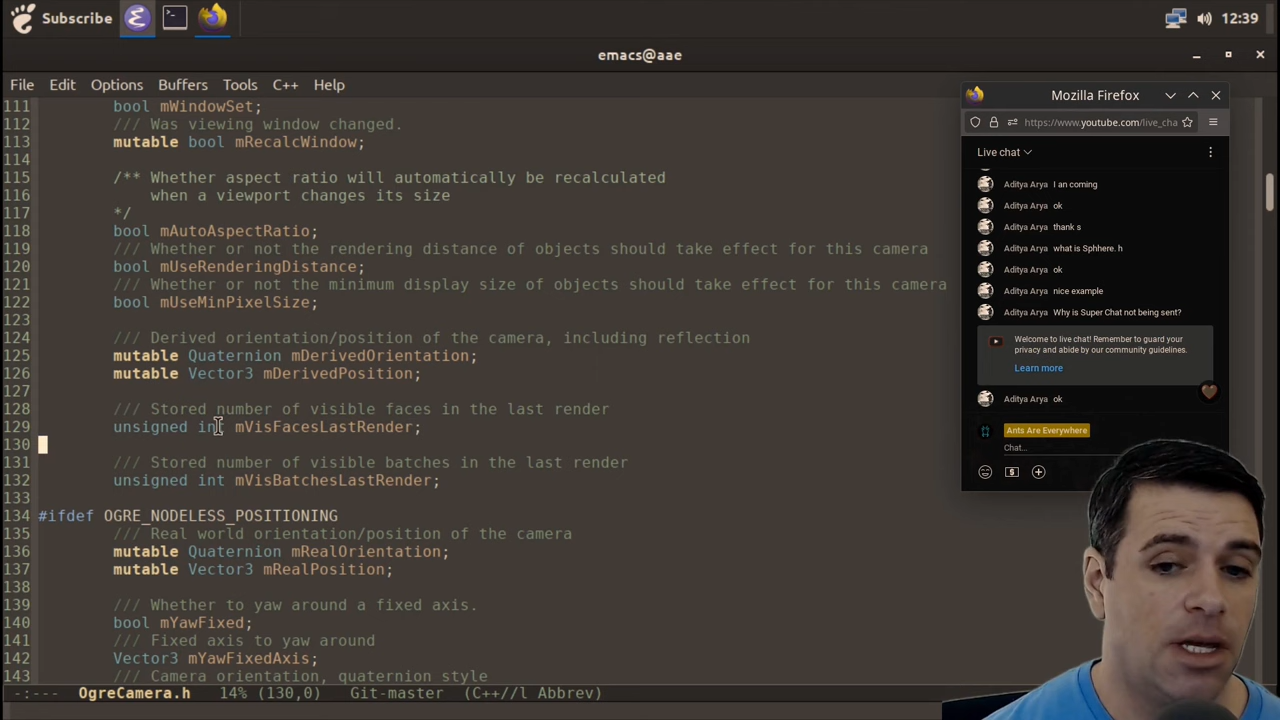 Subscribe
12:39
emacs@aae
File Edit Options Buffers Tools C++ Help
111 bool mWindowSet;
112 /// Was viewing window changed.
113 mutable bool mRecalcWindow;
114
115 /** Whether aspect ratio will automatically be recalculated
116 when a viewport changes its size
117 */
118 bool mAutoAspectRatio;
119 /// Whether or not the rendering distance of objects should take effect for this camera
120 bool mUseRenderingDistance;
121 /// Whether or not the minimum display size of objects should take effect for this camera
122 bool mUseMinPixelSize;
123
124 /// Derived orientation/position of the camera, including reflection
125 mutable Quaternion mDerivedOrientation;
126 mutable Vector3 mDerivedPosition;
127
128 /// Stored number of visible faces in the last render
129 unsigned int mVisFacesLastRender;
130
131 /// Stored number of visible batches in the last render
132 unsigned int mVisBatchesLastRender;
133
134 #ifdef OGRE_NODELESS_POSITIONING
135 /// Real world orientation/position of the camera
136 mutable Quaternion mRealOrientation;
137 mutable Vector3 mRealPosition;
138
139 /// Whether to yaw around a fixed axis.
140 bool mYawFixed;
141 /// Fixed axis to yaw around
142 Vector3 mYawFixedAxis;
143 /// Camera orientation, quaternion style
-:--- OgreCamera.h 14% (130,0) Git-master (C++//l Abbrev)
Mozilla Firefox
https://www.youtube.com/live_cha
Live chat
Aditya Arya I an coming
Aditya Arya ok
Aditya Arya thank s
Aditya Arya what is Sphhere. h
Aditya Arya ok
Aditya Arya nice example
Aditya Arya Why is Super Chat not being sent?
Welcome to live chat! Remember to guard your
privacy and abide by our community guidelines.
Learn more
Aditya Arya ok
Ants Are Everywhere
Chat...